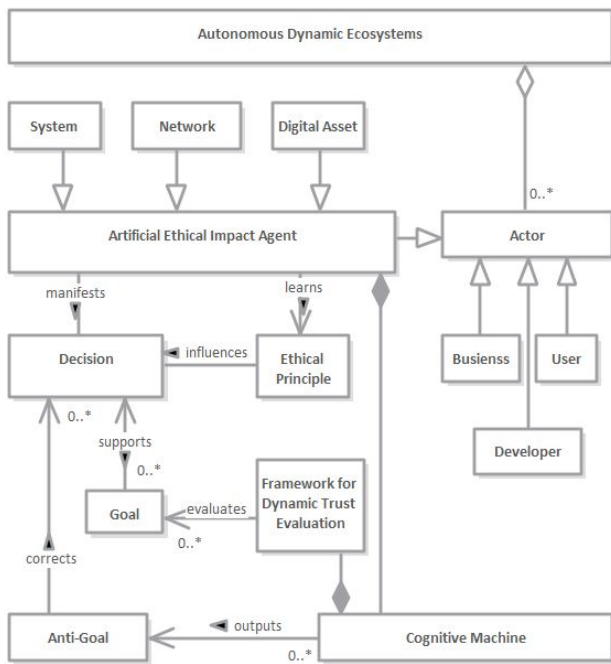 Autonomous Dynamic Ecosystems
System
Network
Digital Asset
0..*
Artificial Ethical Impact Agent
Actor
manifests
learns
Decision
influences
Ethical
Principle
Busienss
User
0..*
supports
0..*
Developer
Goal
evaluates
0..*
Framework for
Dynamic Trust
Evaluation
corrects
Anti-Goal
outputs
0..*
Cognitive Machine